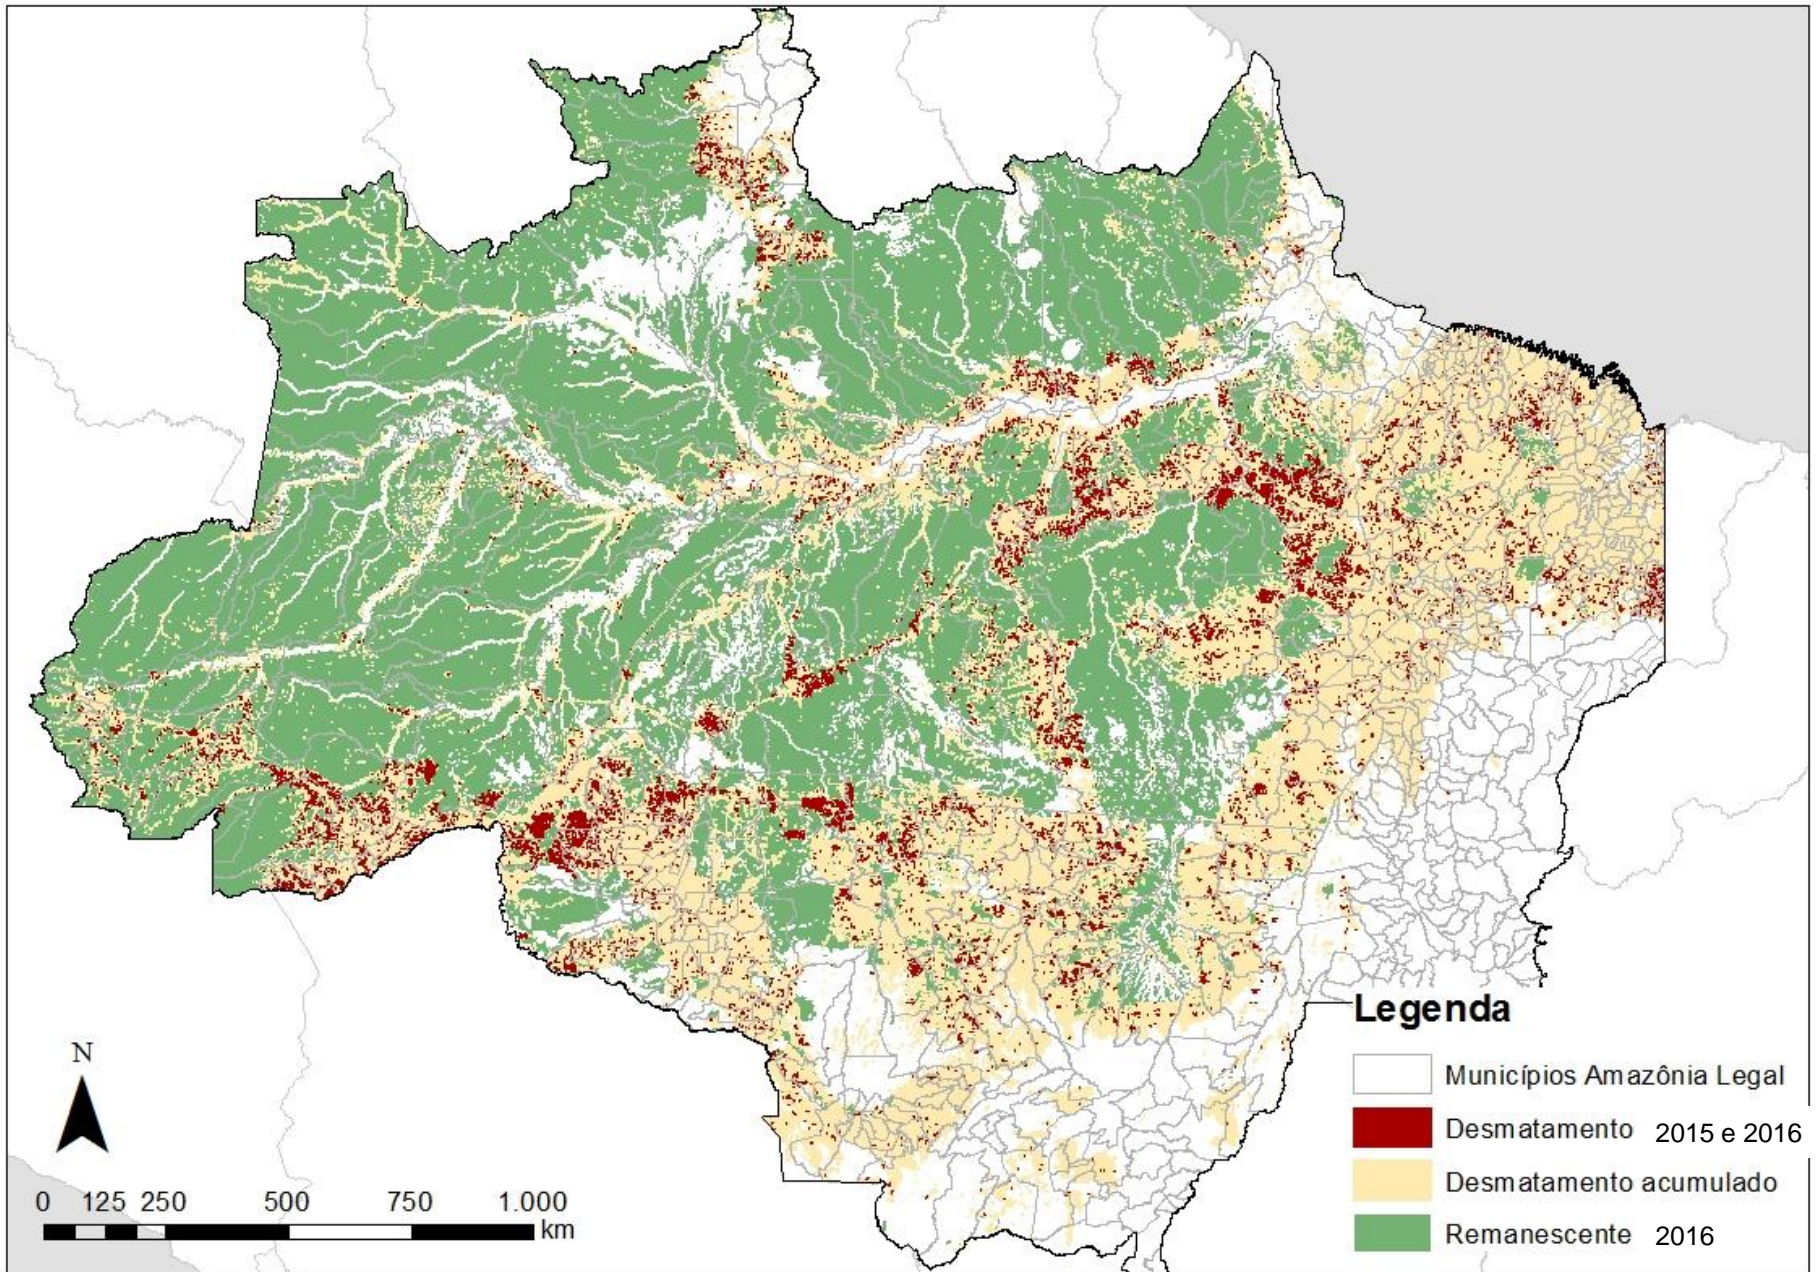 N
0 125 250 500 750 1.000
km
Legenda
Municípios Amazônia Legal
Desmatamento 2015 e 2016
Desmatamento acumulado
Remanescente 2016